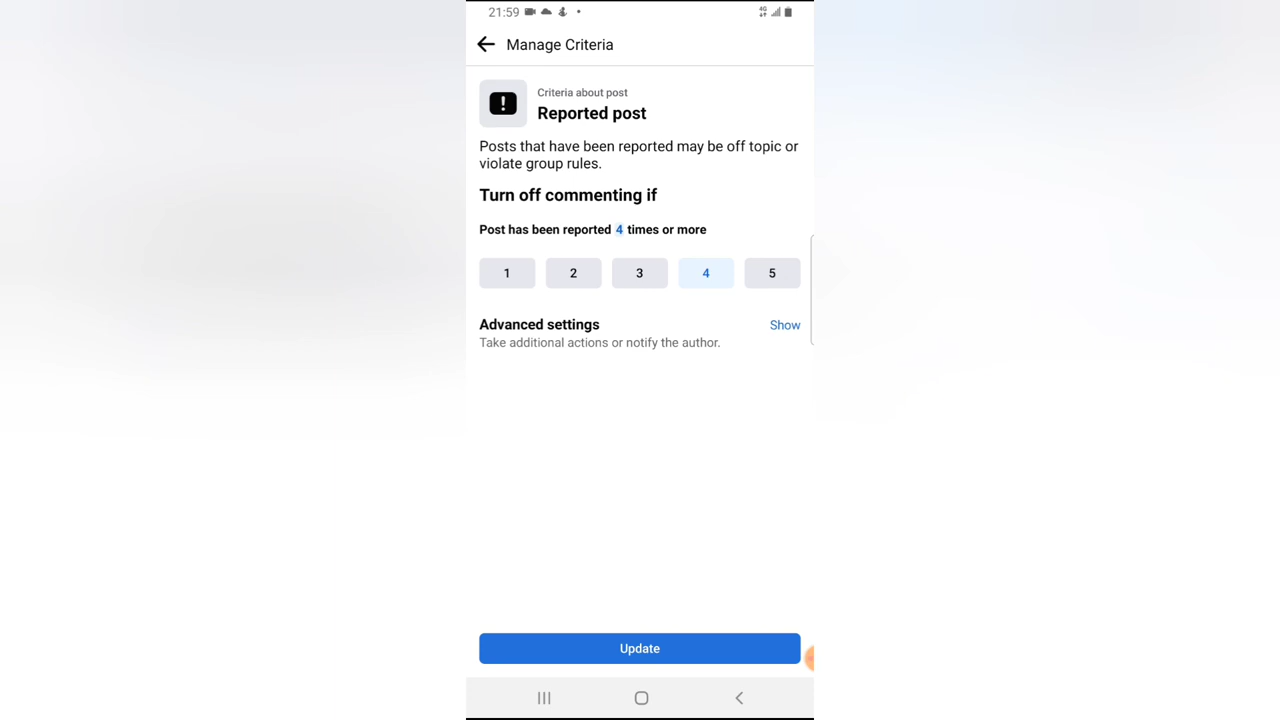 21:59
4G
Manage Criteria
Criteria about post
Reported post
Posts that have been reported may be off topic or
violate group rules.
Turn off commenting if
Post has been reported 4 times or more
1 2 3 4 5
Advanced settings Show
Take additional actions or notify the author.
Update